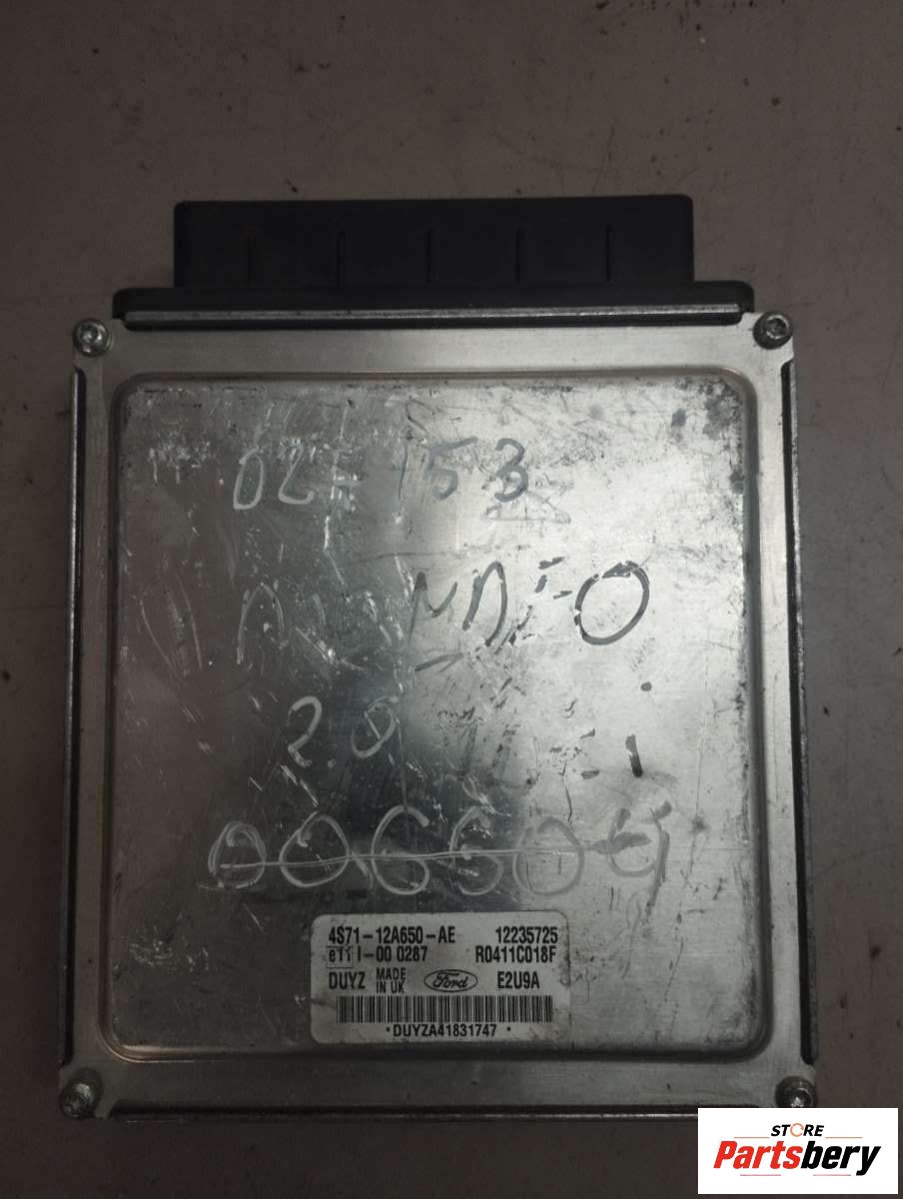 153
2.0
4S71-12A650-AE 12235725
e11 I-00 0287 R0411C018F
DUYZ MADE IN UK Ford E2U9A
*DUYZA41831747*
STORE
Partsbery